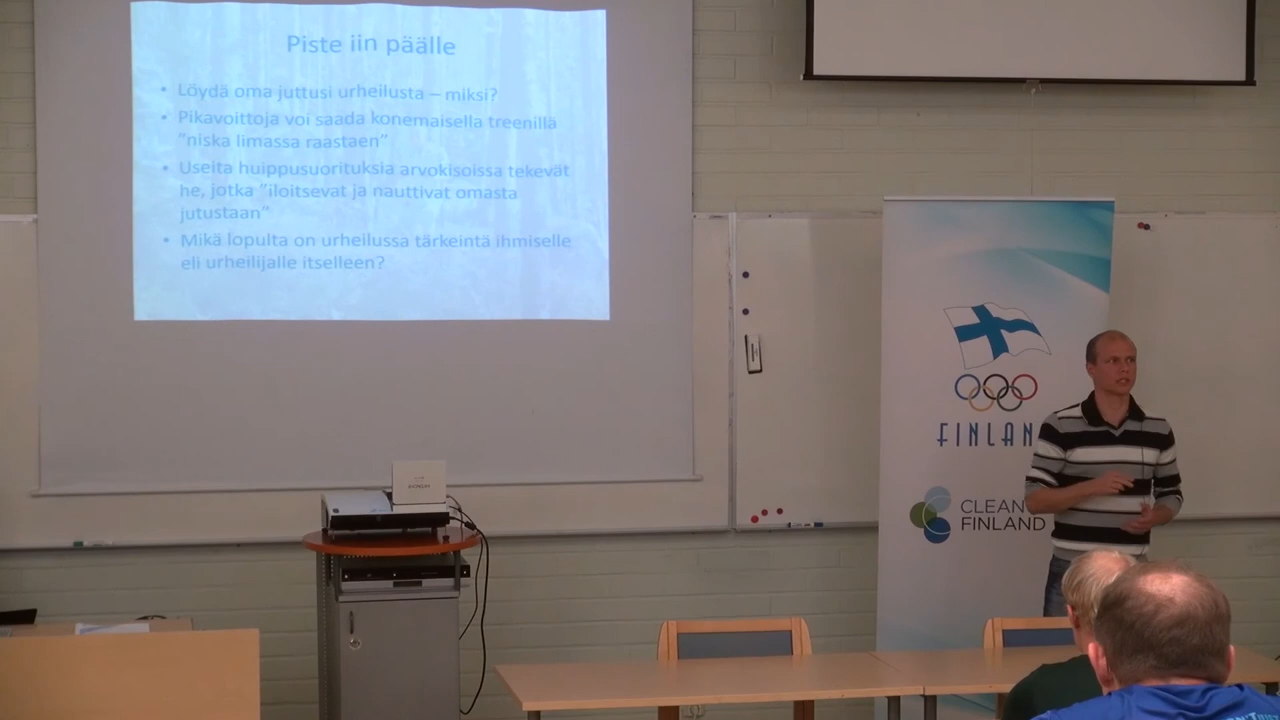 Piste iin päälle
• Löydä oma juttusi urheilusta – miksi?
• Pikavoittoja voi saada konemaisella treenillä
"niska limassa raastaen"
• Useita huippusuorituksia arvokisoissa tekevät
he, jotka "iloitsevat ja nauttivat omasta
jutustaan"
• Mikä lopulta on urheilussa tärkeintä ihmiselle
eli urheilijalle itselleen?
FINLAN
CLEAN
FINLAND